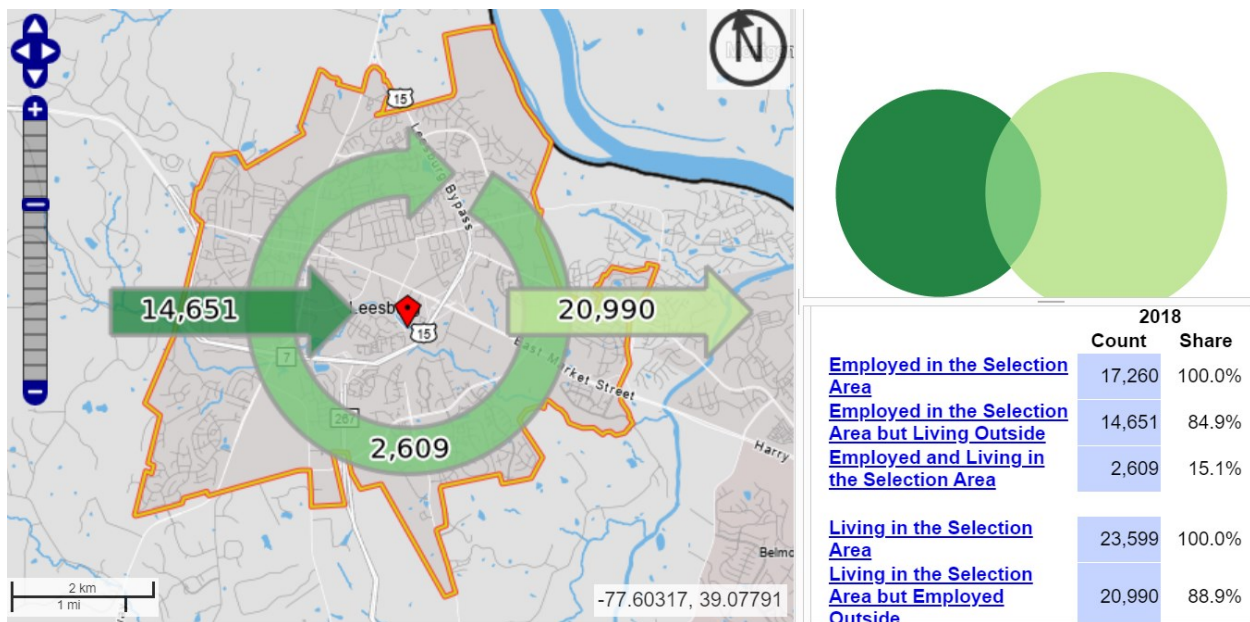 N
15
Leesburg Bypass
14,651
20,990
Leesb
15
7
East Market Street
267
2,609
Harry
Belmo
2 km
1 mi
-77.60317, 39.07791
2018
Count Share
Employed in the Selection
Area 17,260 100.0%
Employed in the Selection
Area but Living Outside 14,651 84.9%
Employed and Living in
the Selection Area 2,609 15.1%
Living in the Selection
Area 23,599 100.0%
Living in the Selection
Area but Employed 20,990 88.9%
Outside